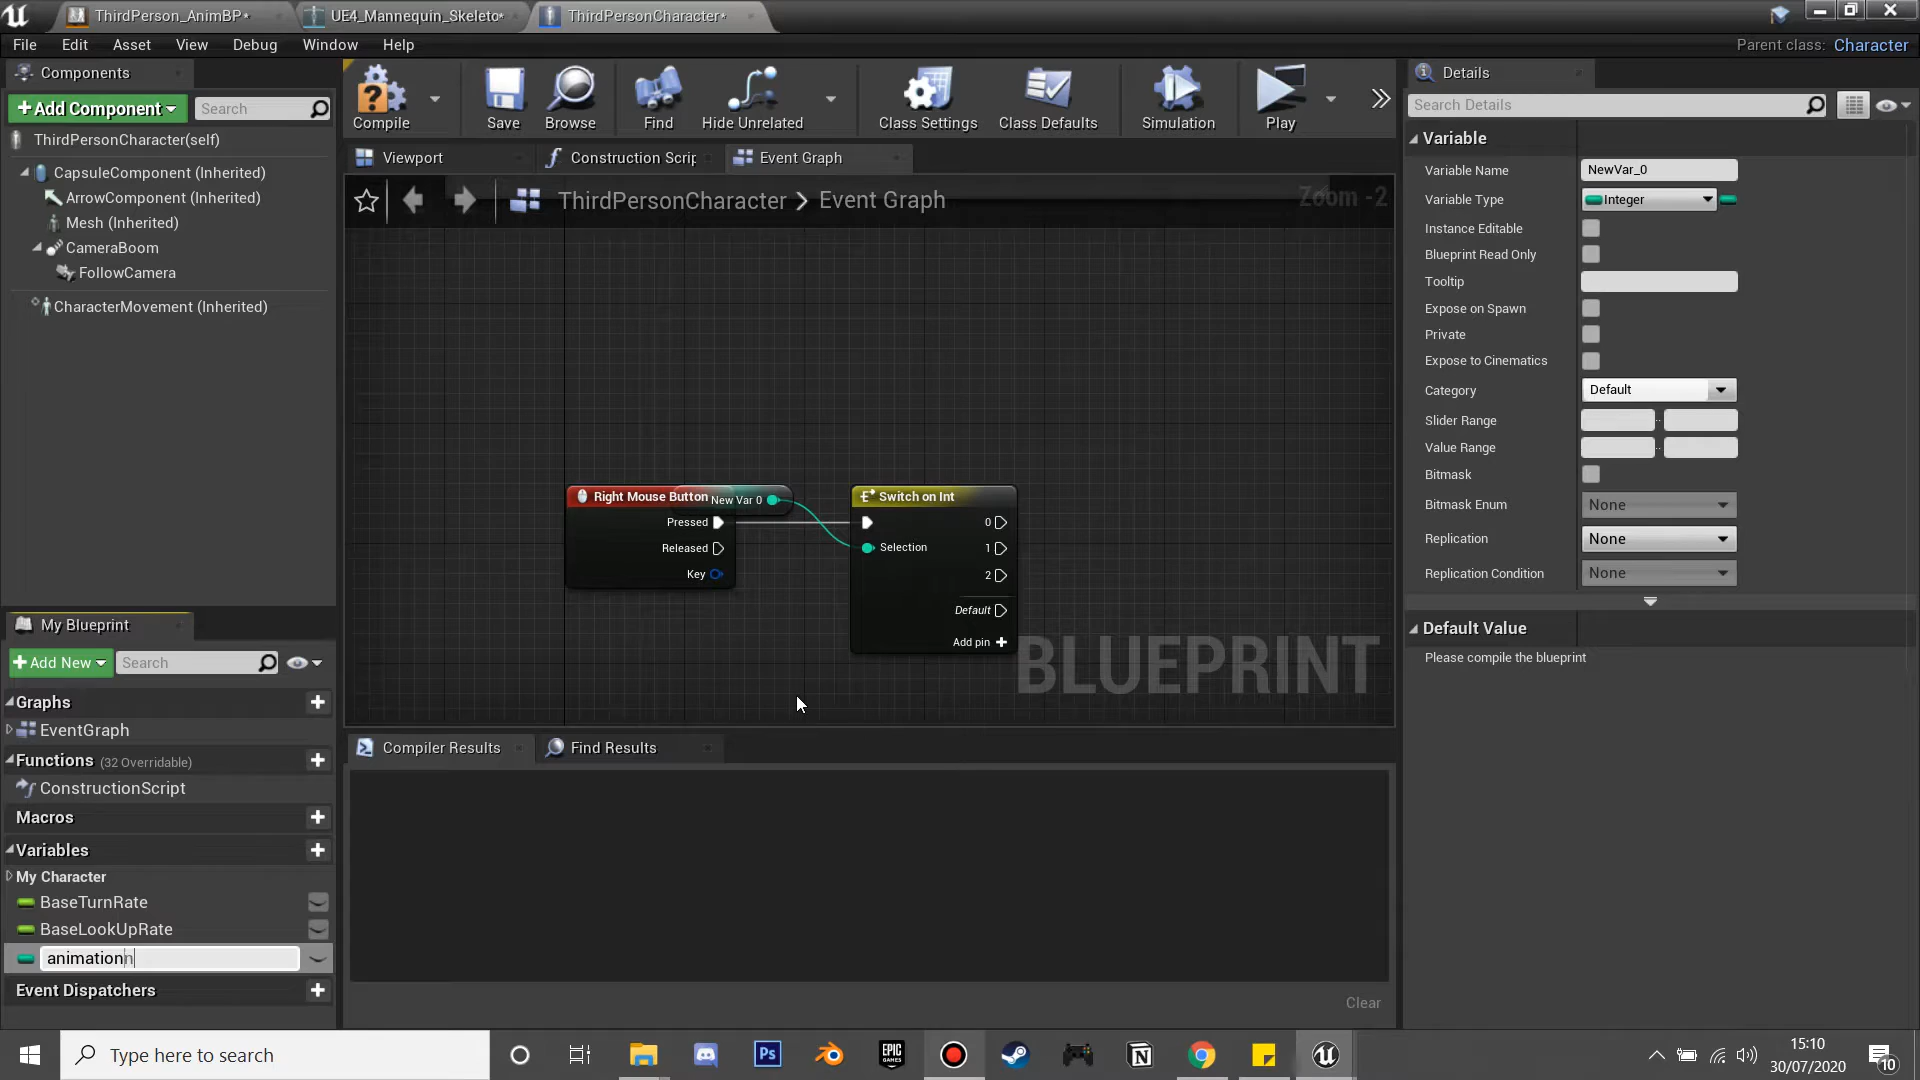 ThirdPerson_AnimBP*
UE4_Mannequin_Skeleto*
ThirdPersonCharacter*
File Edit Asset View Debug Window Help
Parent class: Character
Components
Add Component
Search
ThirdPersonCharacter(self)
CapsuleComponent (Inherited)
ArrowComponent (Inherited)
Mesh (Inherited)
CameraBoom
FollowCamera
CharacterMovement (Inherited)
My Blueprint
Add New
Search
Graphs
EventGraph
Functions (32 Overridable)
ConstructionScript
Macros
Variables
My Character
BaseTurnRate
BaseLookUpRate
animationn
Event Dispatchers
Compile
Save
Browse
Find
Hide Unrelated
Class Settings
Class Defaults
Simulation
Play
Viewport
Construction Scrip
Event Graph
ThirdPersonCharacter > Event Graph
Zoom -2
Right Mouse Button
Pressed
Released
Key
New Var 0
Switch on Int
Selection
0
1
2
Default
Add pin
BLUEPRINT
Compiler Results
Find Results
Clear
Details
Search Details
Variable
Variable Name NewVar_0
Variable Type Integer
Instance Editable
Blueprint Read Only
Tooltip
Expose on Spawn
Private
Expose to Cinematics
Category Default
Slider Range
Value Range
Bitmask
Bitmask Enum None
Replication None
Replication Condition None
Default Value
Please compile the blueprint
Type here to search
Ps
EPIC GAMES
15:10
30/07/2020
10